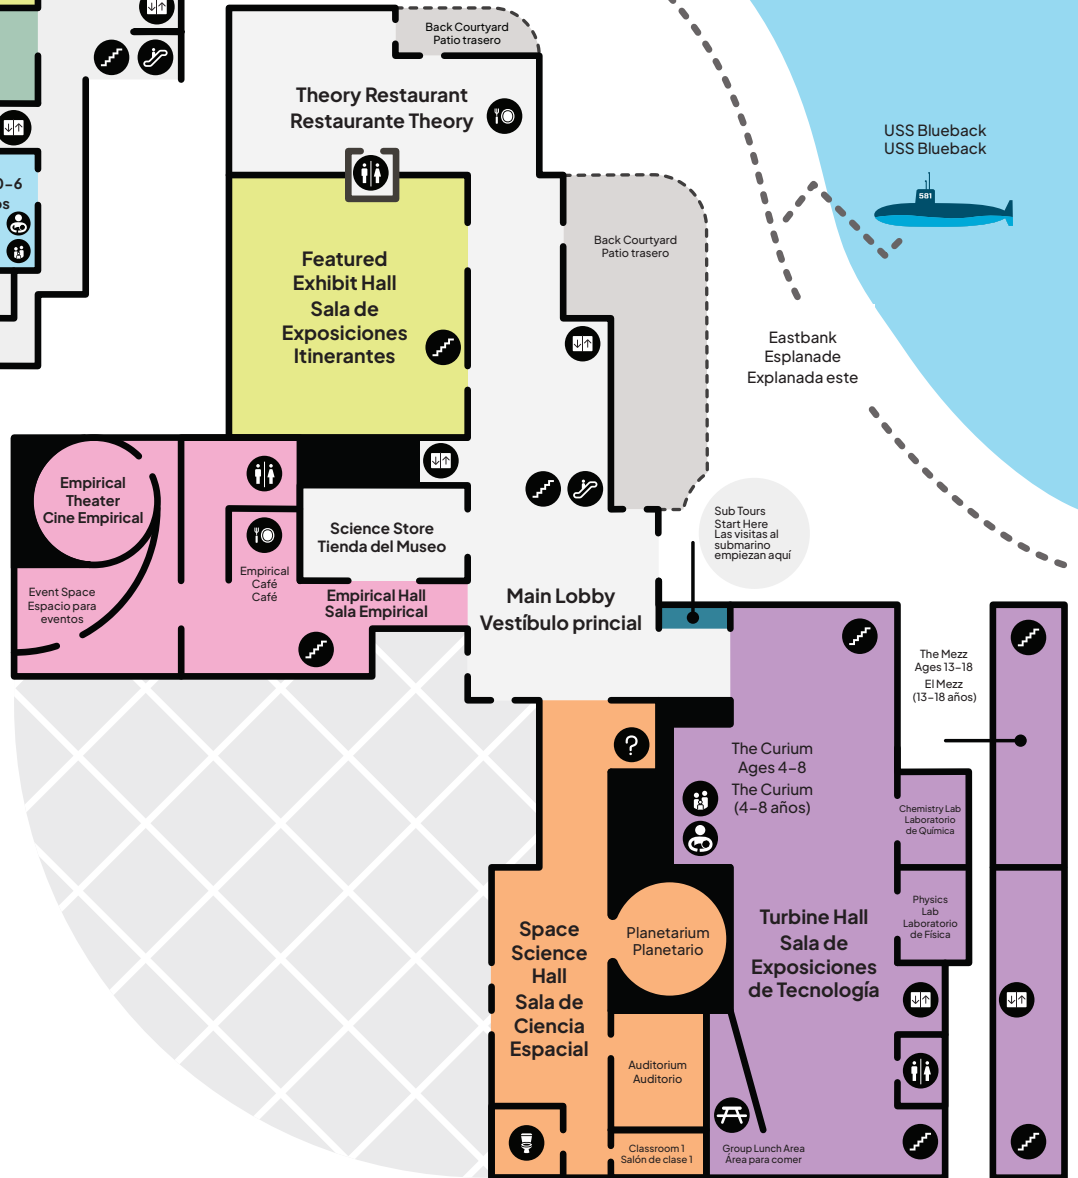 Back Courtyard
Patio trasero
Theory Restaurant
Restaurante Theory
USS Blueback
USS Blueback
581
Back Courtyard
Patio trasero
Featured
Exhibit Hall
Sala de
Exposiciones
Itinerantes
Eastbank
Esplanade
Explanada este
Empirical
Theater
Cine Empirical
Science Store
Tienda del Museo
Sub Tours
Start Here
Las visitas al
submarino
empiezan aquí
Empirical
Café
Café
Event Space
Espacio para
eventos
Empirical Hall
Sala Empirical
Main Lobby
Vestíbulo princial
The Mezz
Ages 13–18
El Mezz
(13–18 años)
?
The Curium
Ages 4–8
The Curium
(4–8 años)
Chemistry Lab
Laboratorio
de Química
Physics
Lab
Laboratorio
de Física
Space
Science
Hall
Sala de
Ciencia
Espacial
Planetarium
Planetario
Turbine Hall
Sala de
Exposiciones
de Tecnología
Auditorium
Auditorio
Classroom 1
Salón de clase 1
Group Lunch Area
Área para comer